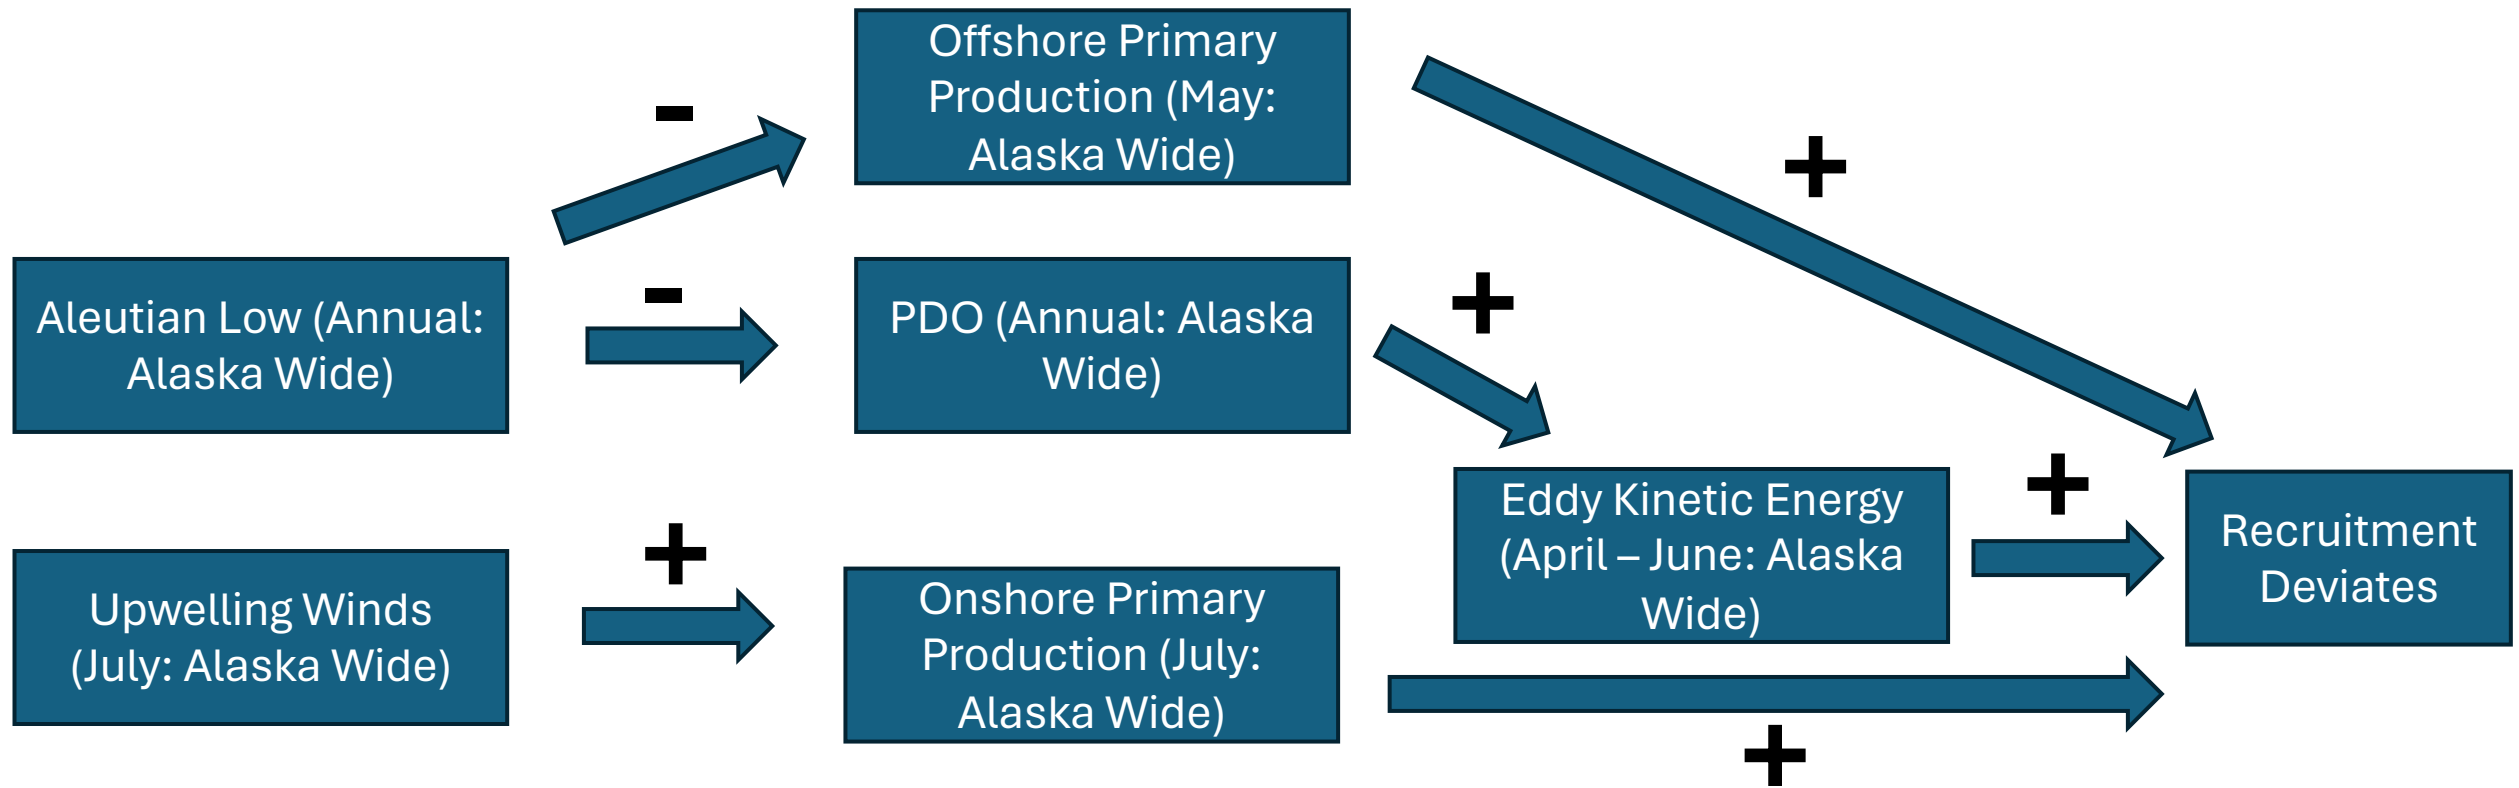 Offshore Primary
Production (May:
Alaska Wide)
-
+
Aleutian Low (Annual:
Alaska Wide)
-
PDO (Annual: Alaska
Wide)
+
Upwelling Winds
(July: Alaska Wide)
+
Onshore Primary
Production (July:
Alaska Wide)
Eddy Kinetic Energy
(April – June: Alaska
Wide)
+
Recruitment
Deviates
+